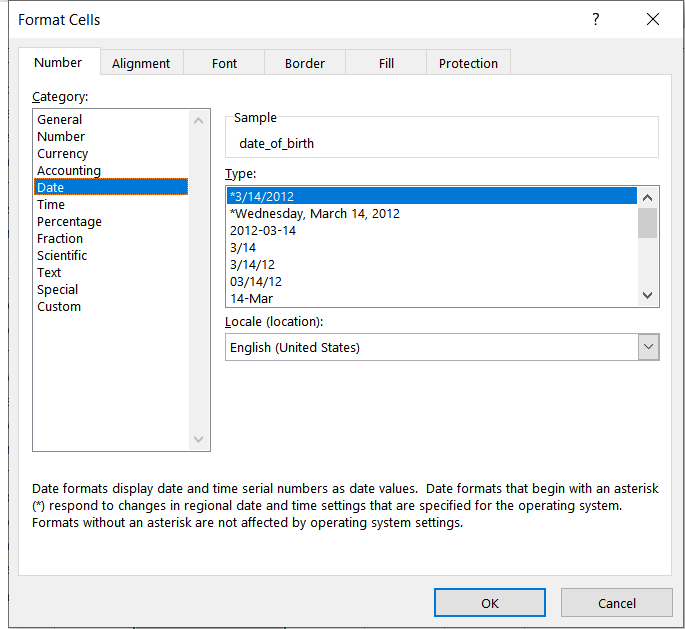 Format Cells
?
Number
Alignment
Font
Border
Fill
Protection
Category:
General
Number
Currency
Accounting
Date
Time
Percentage
Fraction
Scientific
Text
Special
Custom
Sample
date_of_birth
Type:
*3/14/2012
*Wednesday, March 14, 2012
2012-03-14
3/14
3/14/12
03/14/12
14-Mar
Locale (location):
English (United States)
Date formats display date and time serial numbers as date values.  Date formats that begin with an asterisk
(*) respond to changes in regional date and time settings that are specified for the operating system.
Formats without an asterisk are not affected by operating system settings.
OK
Cancel